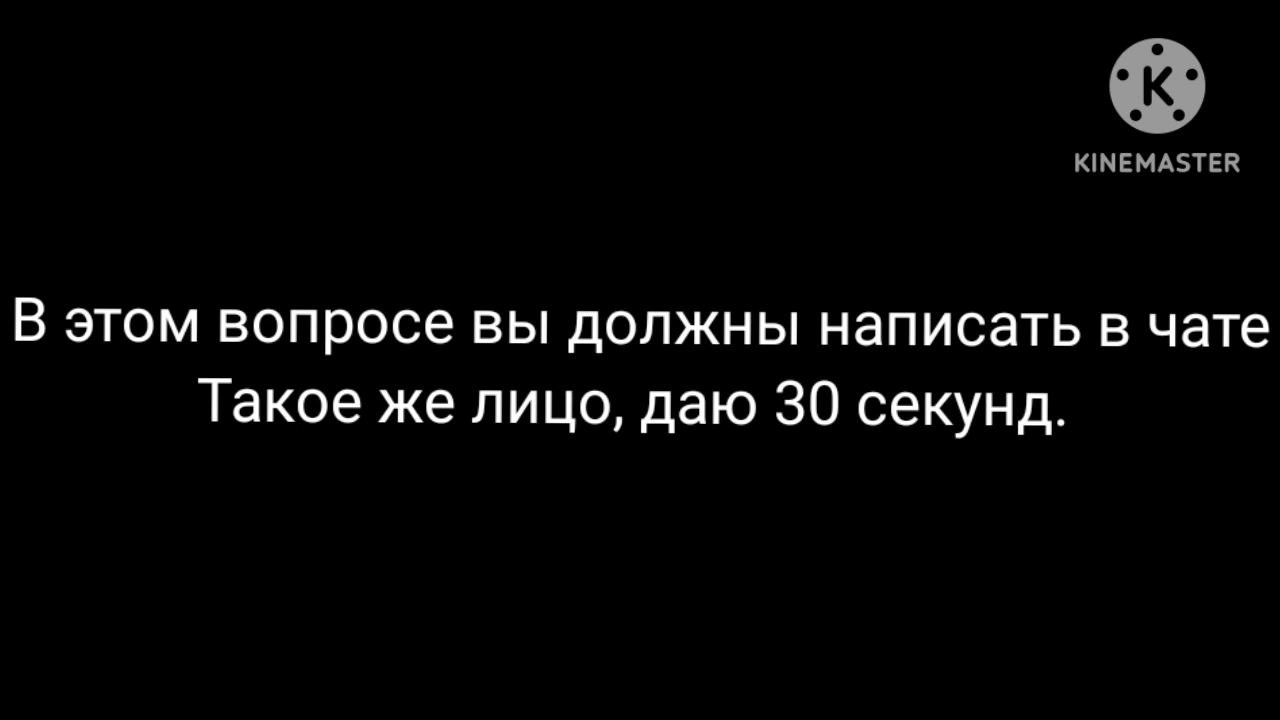 K
KINEMASTER
В этом вопросе вы должны написать в чате
Такое же лицо, даю 30 секунд.